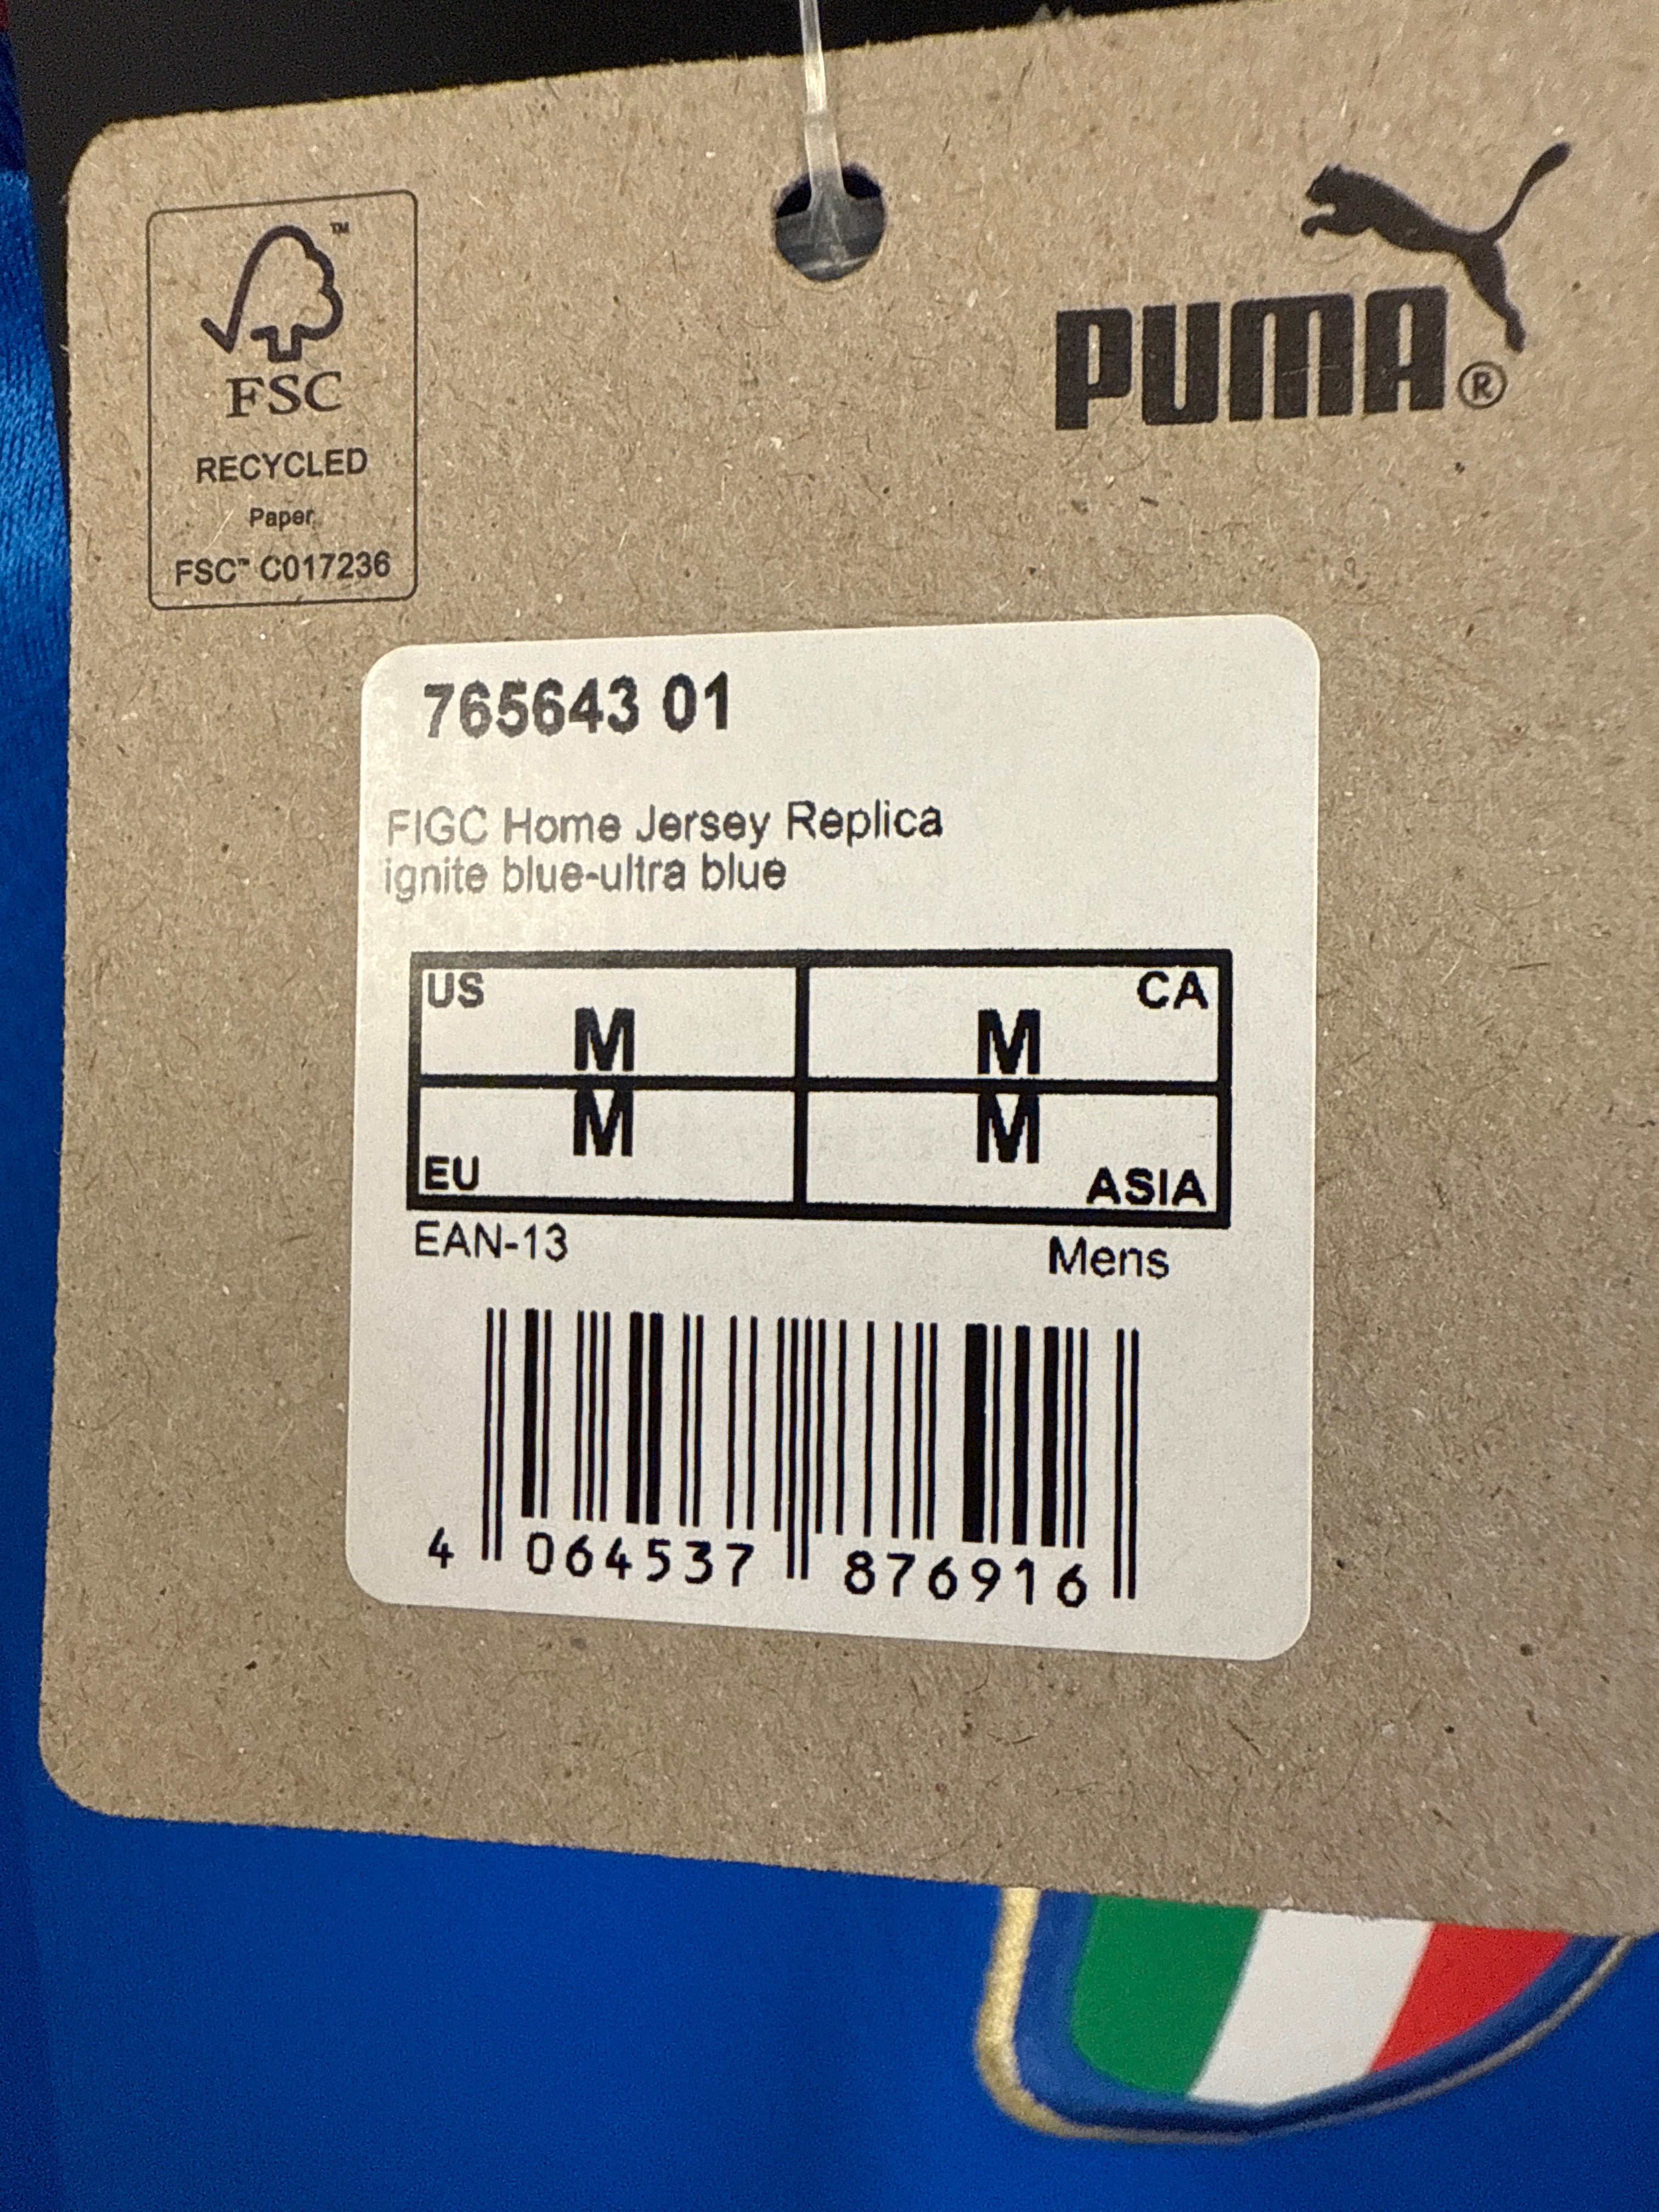 TM
FSC
RECYCLED
Paper
FSC™ C017236
PUMA®
765643 01
FIGC Home Jersey Replica
ignite blue-ultra blue
US M
M CA
EU M
M ASIA
EAN-13
Mens
4 064537 876916